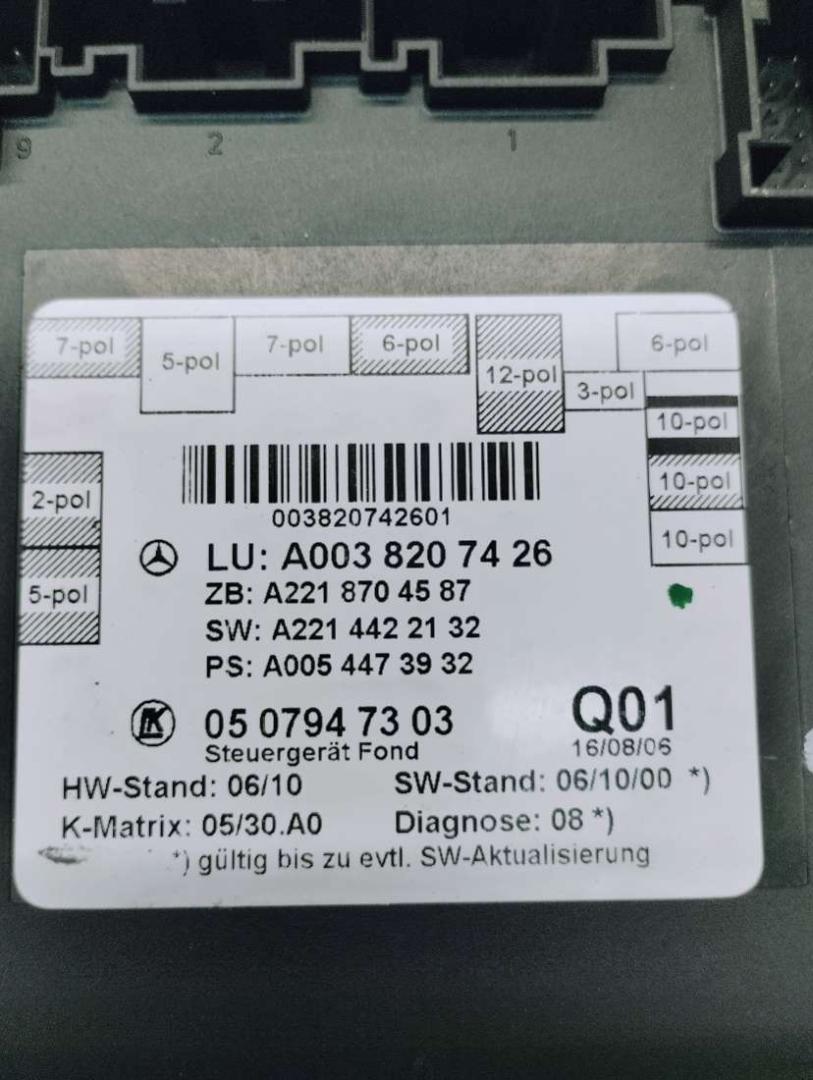 9 2 1
7-pol 5-pol 7-pol 6-pol 12-pol 3-pol 6-pol
10-pol
10-pol
10-pol
2-pol
5-pol
003820742601
LU: A003 820 74 26
ZB: A221 870 45 87
SW: A221 442 21 32
PS: A005 447 39 32
05 0794 73 03
Steuergerät Fond
Q01
16/08/06
HW-Stand: 06/10 SW-Stand: 06/10/00 *)
K-Matrix: 05/30.A0 Diagnose: 08 *)
*) gültig bis zu evtl. SW-Aktualisierung